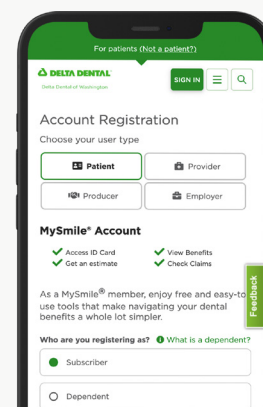 For patients (Not a patient?)
DELTA DENTAL
Delta Dental of Washington
SIGN IN
Account Registration
Choose your user type
Patient
Provider
Producer
Employer
MySmile® Account
Access ID Card
View Benefits
Get an estimate
Check Claims
As a MySmile® member, enjoy free and easy-to
use tools that make navigating your dental
benefits a whole lot simpler.
Feedback
Who are you registering as? What is a dependent?
Subscriber
Dependent